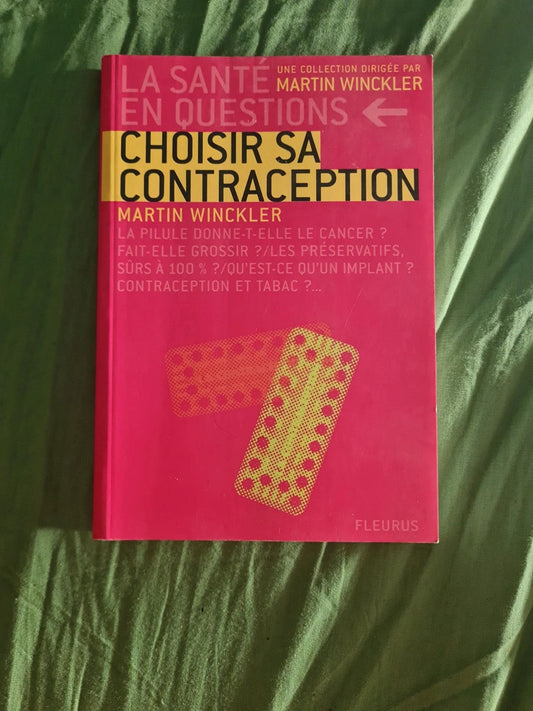 LA SANTÉ
EN QUESTIONS
UNE COLLECTION DIRIGÉE PAR
MARTIN WINCKLER
CHOISIR SA
CONTRACEPTION
MARTIN WINCKLER
LA PILULE DONNE-T-ELLE LE CANCER ?
FAIT-ELLE GROSSIR ?/LES PRÉSERVATIFS,
SÛRS À 100 % ?/QU'EST-CE QU'UN IMPLANT ?
CONTRACEPTION ET TABAC ?...
FLEURUS